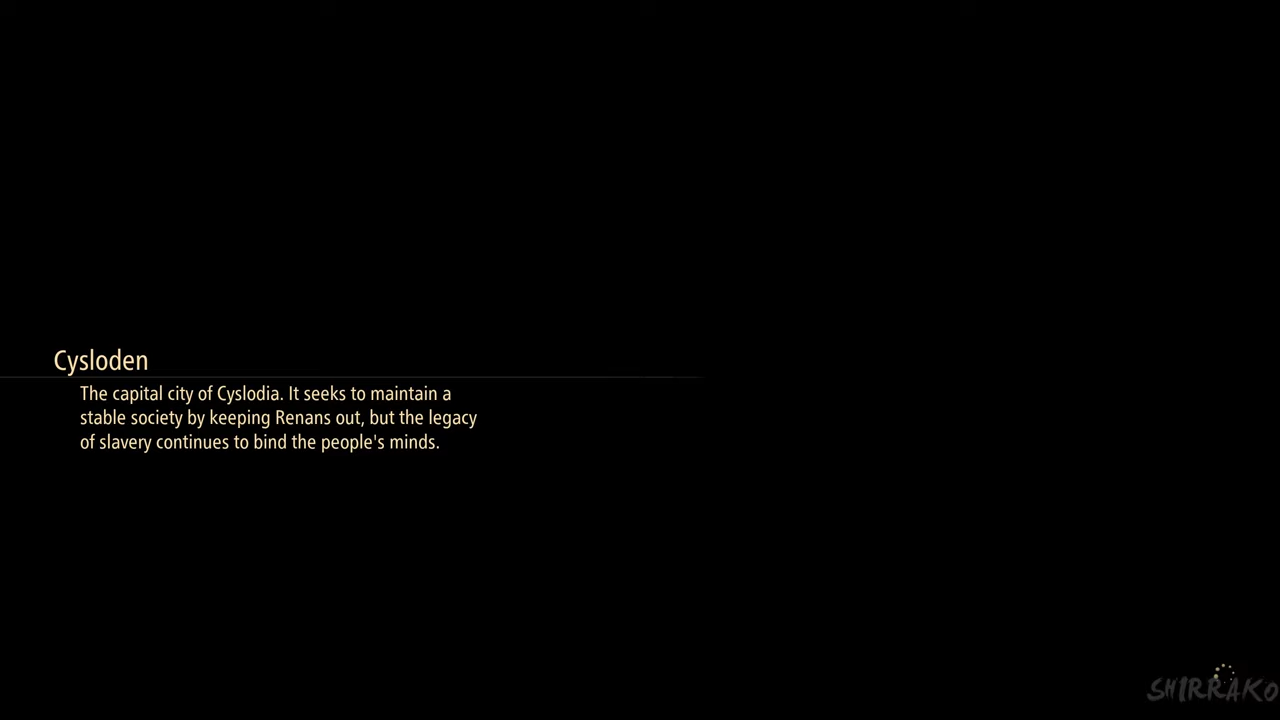 Cysloden
The capital city of Cyslodia. It seeks to maintain a
stable society by keeping Renans out, but the legacy
of slavery continues to bind the people's minds.
SHIRRAKO